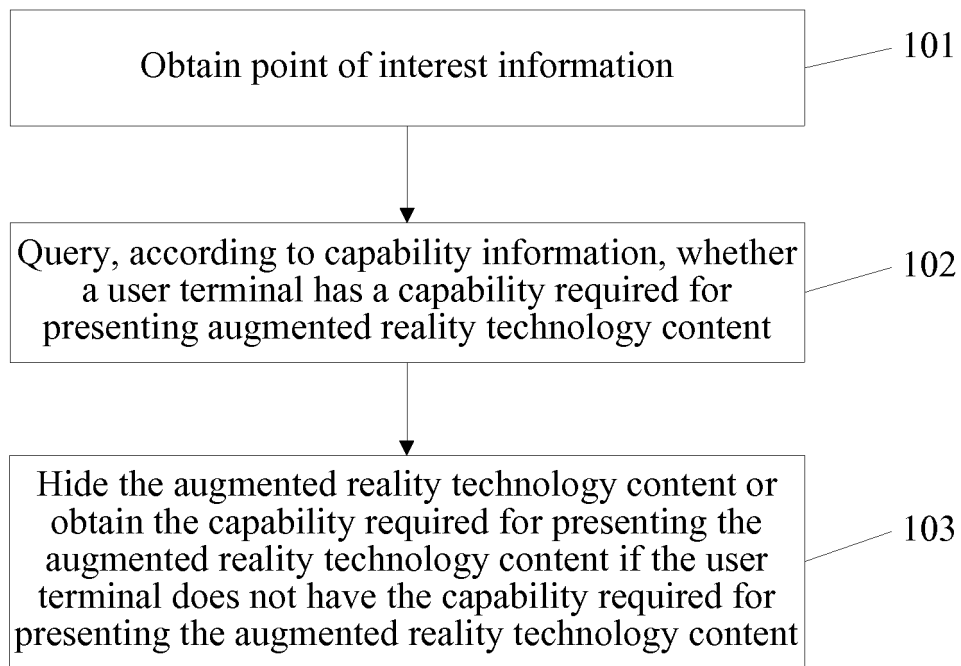 Obtain point of interest information
101
Query, according to capability information, whether
a user terminal has a capability required for
presenting augmented reality technology content
102
Hide the augmented reality technology content or
obtain the capability required for presenting the
augmented reality technology content if the user
terminal does not have the capability required for
presenting the augmented reality technology content
103